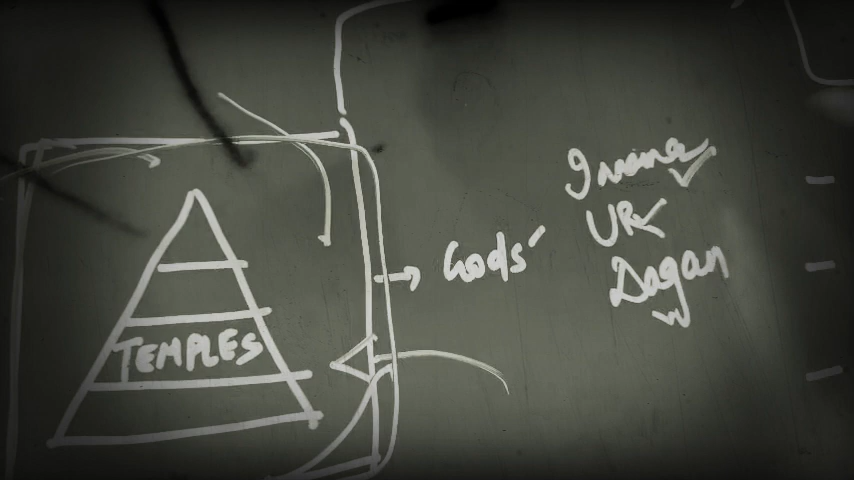 TEMPLES
→ Gods'
Inana ✓
UR ✓
Dagan ✓